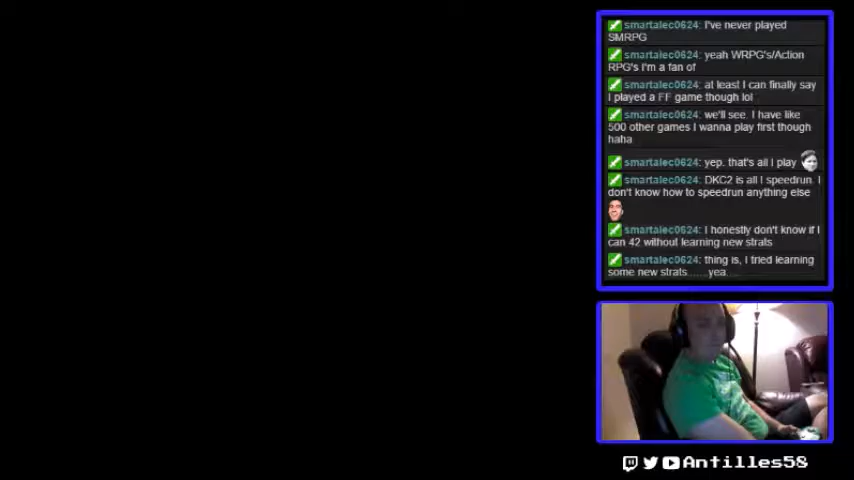 smartalec0624: I've never played
SMRPG
smartalec0624: yeah WRPG's/Action
RPG's I'm a fan of
smartalec0624: at least I can finally say
I played a FF game though lol
smartalec0624: we'll see. I have like
500 other games I wanna play first though
haha
smartalec0624: yep. that's all I play
smartalec0624: DKC2 is all I speedrun. I
don't know how to speedrun anything else
smartalec0624: I honestly don't know if I
can 42 without learning new strats
smartalec0624: thing is, I tried learning
some new strats......yea....
Antilles58